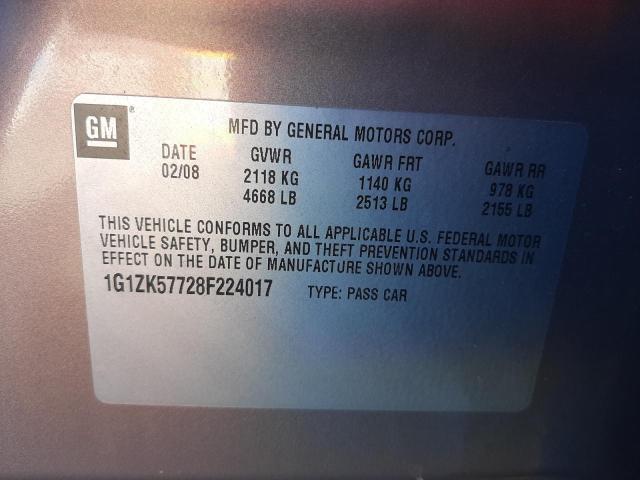 GM®
MFD BY GENERAL MOTORS CORP.
DATE GVWR GAWR FRT GAWR RR
02/08 2118 KG 1140 KG 978 KG
4668 LB 2513 LB 2155 LB
THIS VEHICLE CONFORMS TO ALL APPLICABLE U.S. FEDERAL MOTOR
VEHICLE SAFETY, BUMPER, AND THEFT PREVENTION STANDARDS IN
EFFECT ON THE DATE OF MANUFACTURE SHOWN ABOVE.
1G1ZK57728F224017 TYPE: PASS CAR